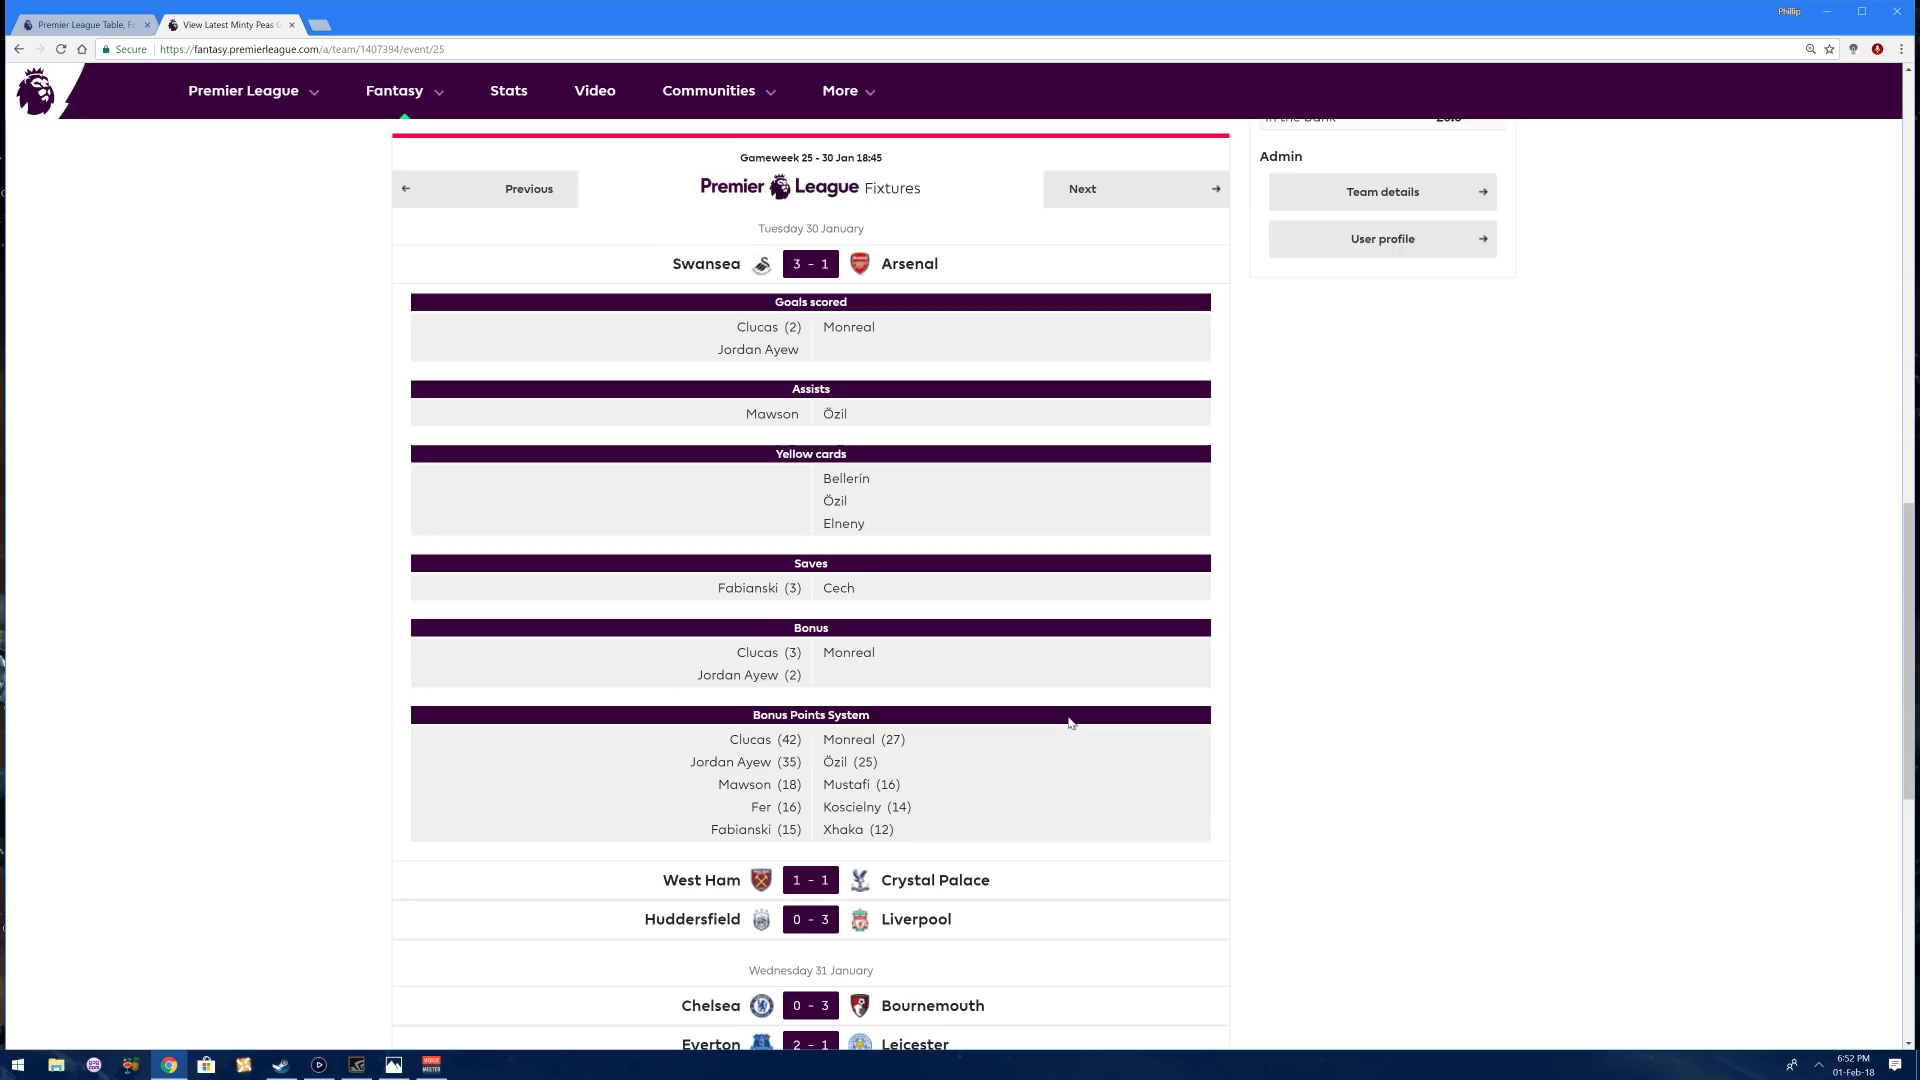 Premier League Table, Fo
View Latest Minty Peas G
Phillip
Secure https://fantasy.premierleague.com/a/team/1407394/event/25
Premier League Fantasy Stats Video Communities More
In the bank
Gameweek 25 - 30 Jan 18:45
Previous
Premier League Fixtures
Next
Admin
Team details
User profile
Tuesday 30 January
Swansea 3 - 1 Arsenal
Goals scored
Clucas (2) Monreal
Jordan Ayew
Assists
Mawson Özil
Yellow cards
Bellerín
Özil
Elneny
Saves
Fabianski (3) Cech
Bonus
Clucas (3) Monreal
Jordan Ayew (2)
Bonus Points System
Clucas (42) Monreal (27)
Jordan Ayew (35) Özil (25)
Mawson (18) Mustafi (16)
Fer (16) Koscielny (14)
Fabianski (15) Xhaka (12)
West Ham 1 - 1 Crystal Palace
Huddersfield 0 - 3 Liverpool
Wednesday 31 January
Chelsea 0 - 3 Bournemouth
Everton 2 - 1 Leicester
VOICE MEETER
6:52 PM
01-Feb-18